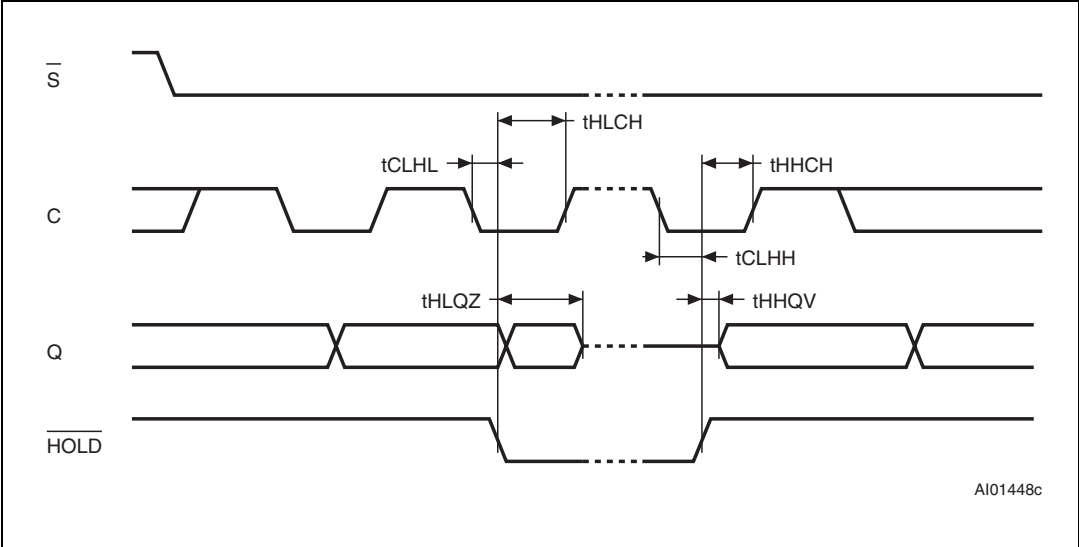 S
tHLCH
tCLHL
tHHCH
C
tCLHH
tHLQZ
tHHQV
Q
HOLD
AI01448c